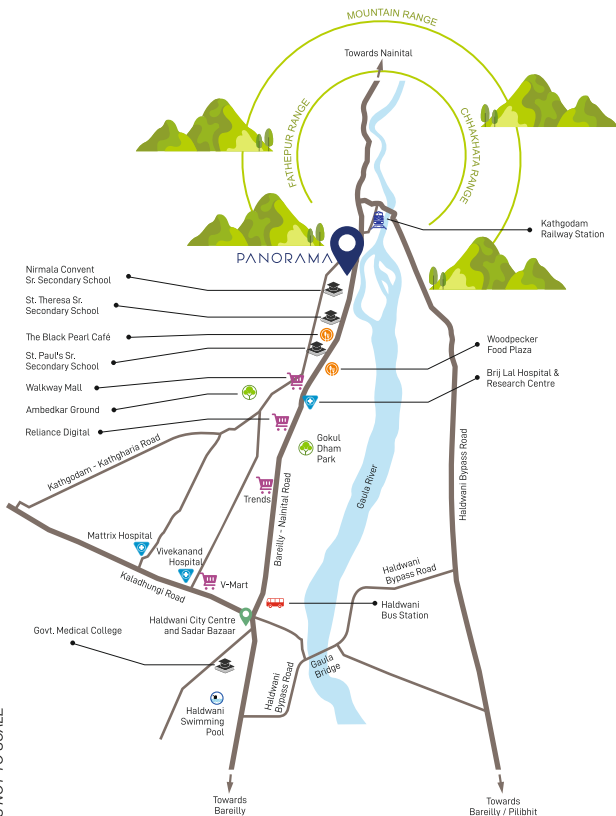 MOUNTAIN RANGE
Towards Nainital
FATHEPUR RANGE
CHHAKHATA RANGE
Kathgodam
Railway Station
PANORAMA
Nirmala Convent
Sr. Secondary School
St. Theresa Sr.
Secondary School
The Black Pearl Café
St. Paul's Sr.
Secondary School
Walkway Mall
Ambedkar Ground
Reliance Digital
Woodpecker
Food Plaza
Brij Lal Hospital &
Research Centre
Kathgodam - Kathgharia Road
Gokul
Dham
Park
Trends
Bareilly - Nainital Road
Gaula River
Haldwani Bypass Road
Mattrix Hospital
Vivekanand
Hospital
V-Mart
Kaladhungi Road
Haldwani
Bypass Road
Haldwani
Bus Station
Haldwani City Centre
and Sadar Bazaar
Govt. Medical College
Gaula
Bridge
Haldwani
Bypass Road
Haldwani
Swimming
Pool
NOT TO SCALE
Towards
Bareilly
Towards
Bareilly / Pilibhit